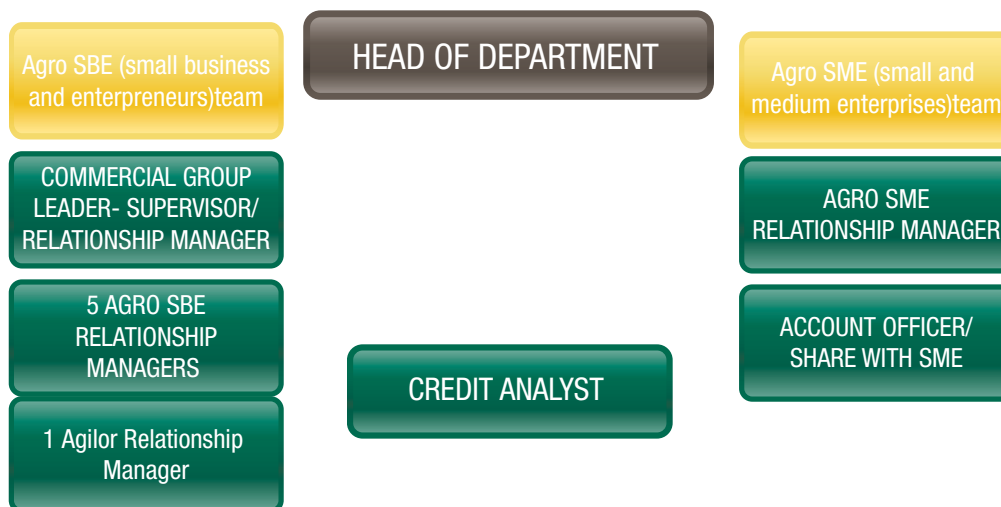 Agro SBE (small business
and enterpreneurs)team
COMMERCIAL GROUP
LEADER- SUPERVISOR/
RELATIONSHIP MANAGER
5 AGRO SBE
RELATIONSHIP
MANAGERS
1 Agilor Relationship
Manager
HEAD OF DEPARTMENT
CREDIT ANALYST
Agro SME (small and
medium enterprises)team
AGRO SME
RELATIONSHIP MANAGER
ACCOUNT OFFICER/
SHARE WITH SME